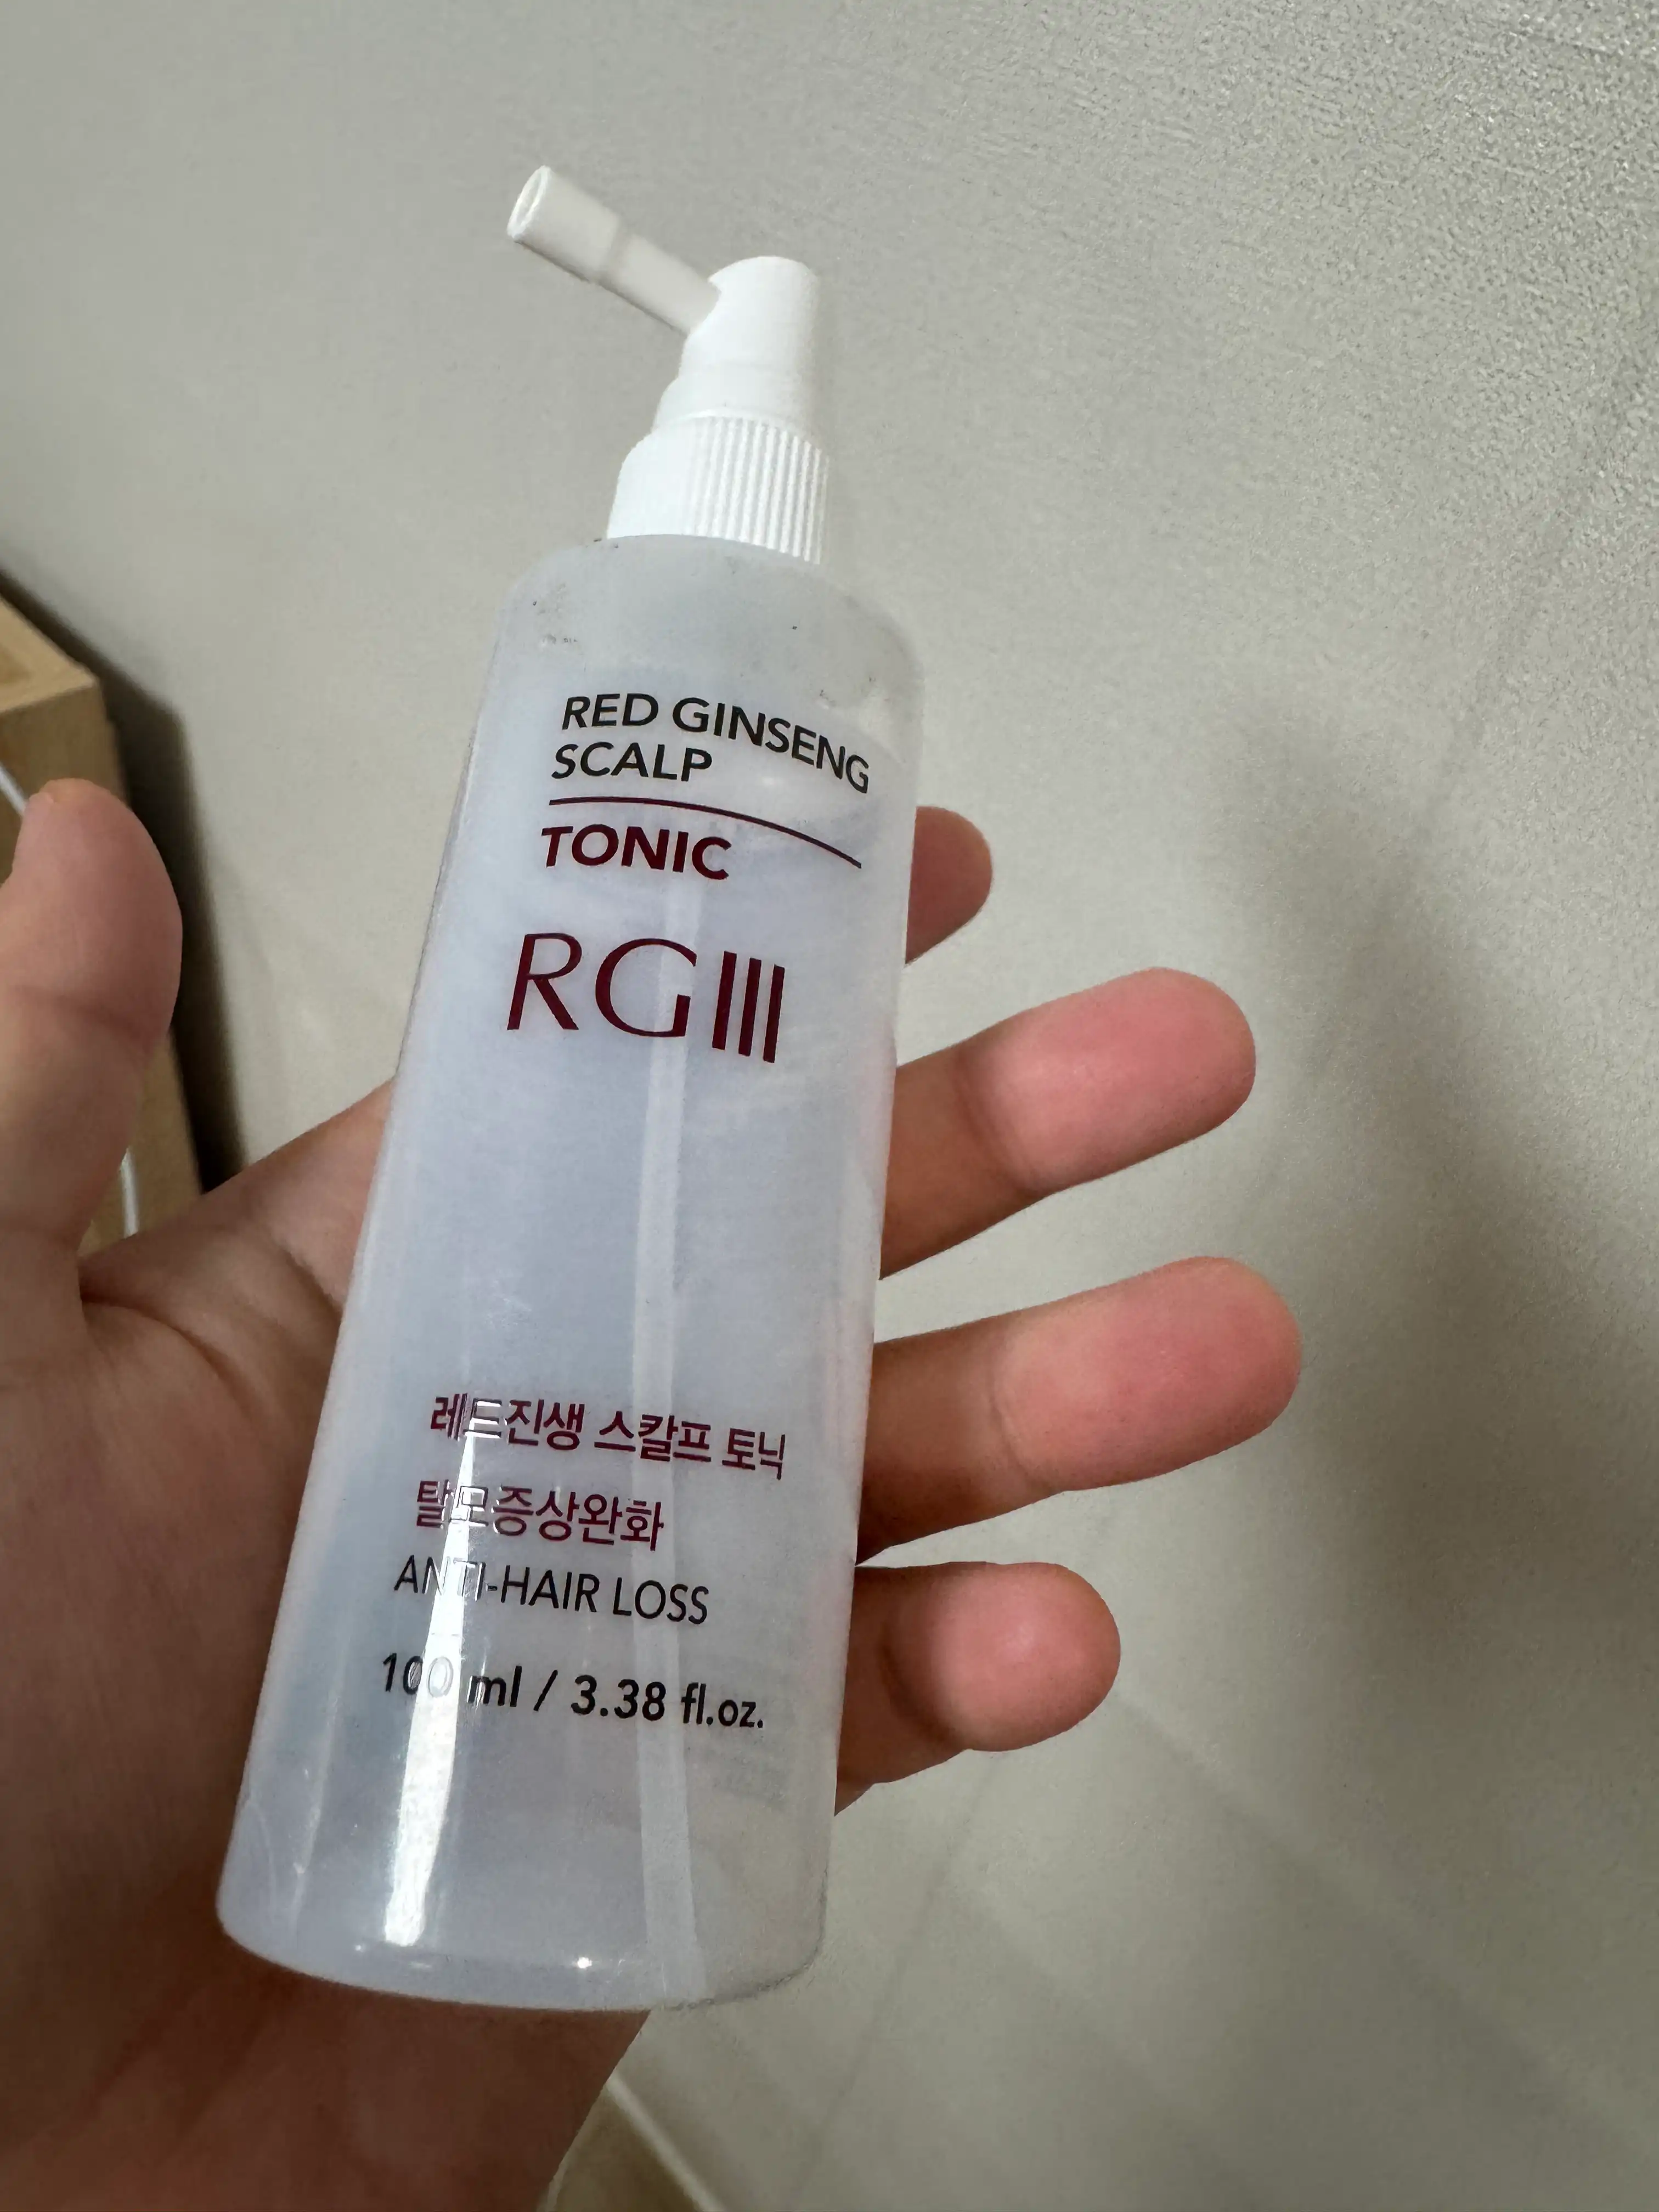 RED GINSENG
SCALP
TONIC
RGIII
레드진생 스칼프 토닉
탈모증상완화
ANTI-HAIR LOSS
100 ml / 3.38 fl.oz.